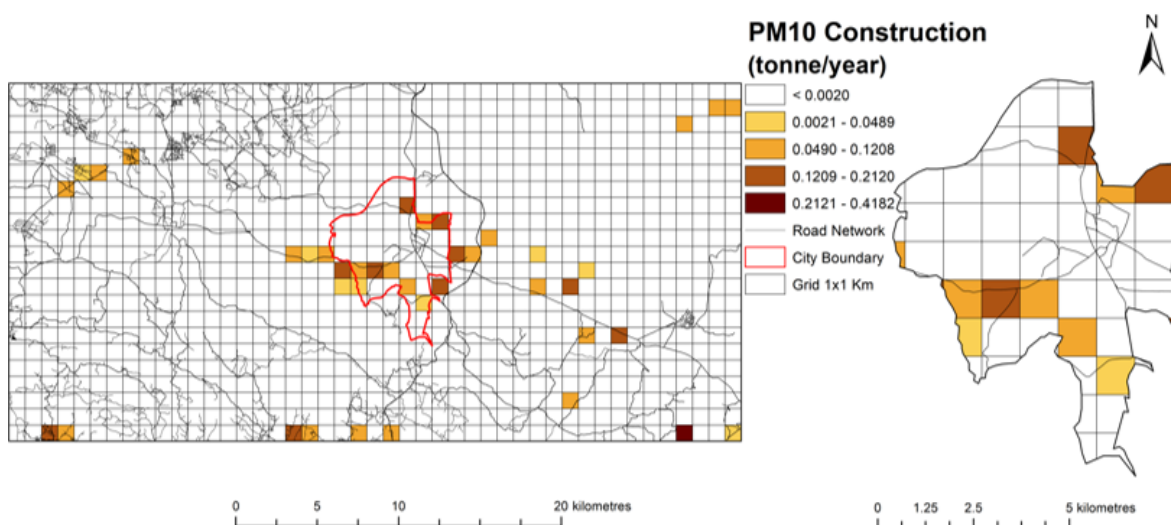 PM10 Construction
(tonne/year)
N
< 0.0020
0.0021 - 0.0489
0.0490 - 0.1208
0.1209 - 0.2120
0.2121 - 0.4182
Road Network
City Boundary
Grid 1x1 Km
0 5 10 20 kilometres
0 1.25 2.5 5 kilometres